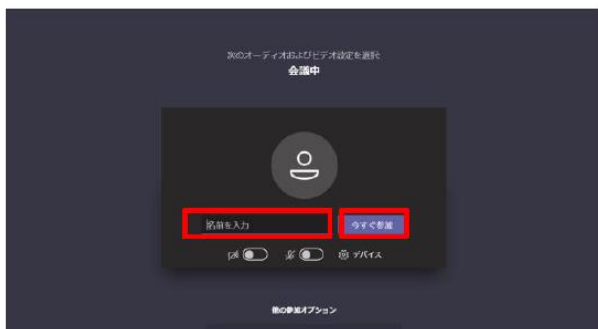 次のオーディオおよびビデオ設定を選択:
会議中
名前を入力
今すぐ参加
デバイス
他の参加オプション